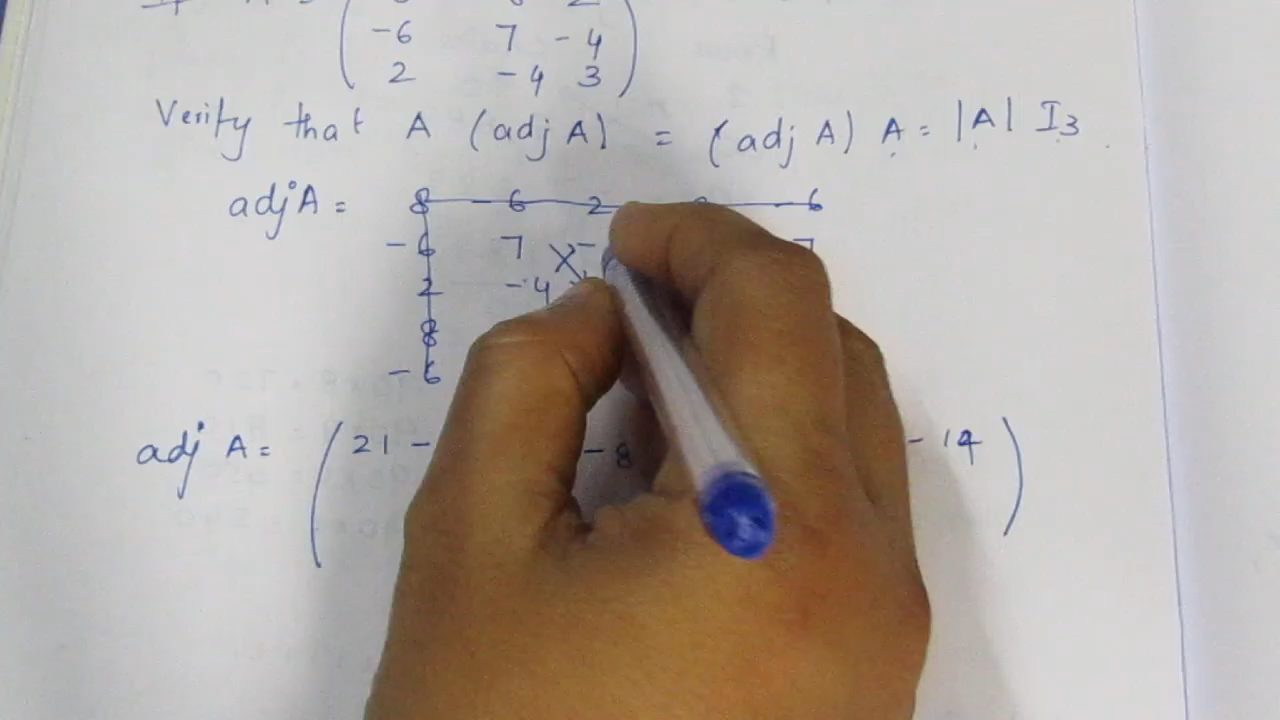 A =
-6 7 -4
2 -4 3
Verify that A (adj A) = (adj A) A = |A| I3
adj A = 8 -6 2 -6
-6 7 - 7
2 -4
8
-6
adj A = ( 21 - - 8 - 14 )